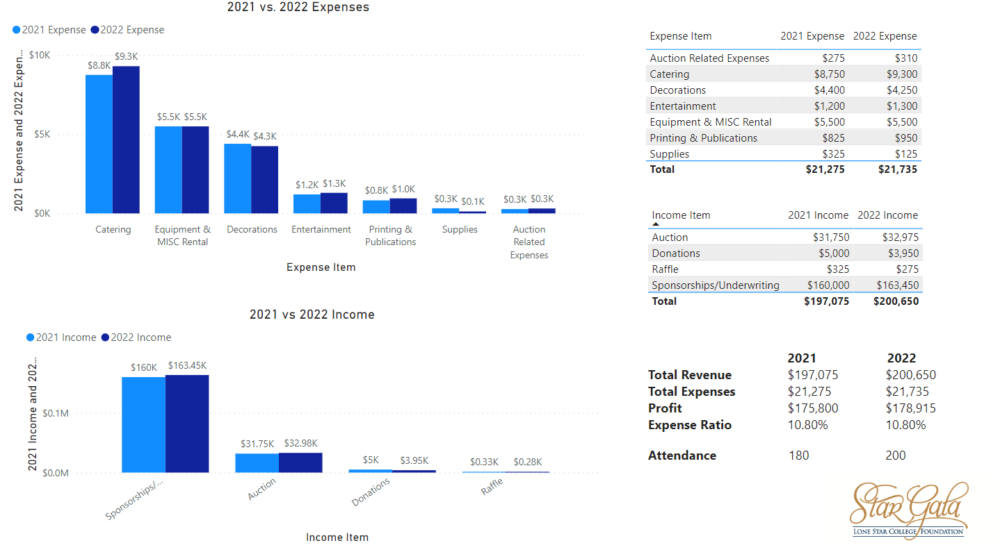 2021 vs. 2022 Expenses
2021 Expense 2022 Expense
2021 Expense and 2022 Expen...
$10K
$5K
$0K
$8.8K $9.3K
$5.5K $5.5K
$4.4K $4.3K
$1.2K $1.3K
$0.8K $1.0K
$0.3K $0.1K
$0.3K $0.3K
Catering Equipment & Decorations Entertainment Printing & Supplies Auction
MISC Rental Publications Related
Expenses
Expense Item
2021 vs 2022 Income
2021 Income 2022 Income
2021 Income and 202...
$0.1M
$0.0M
$160K $163.45K
$31.75K $32.98K
$5K $3.95K
$0.33K $0.28K
Sponsorships/... Auction Donations Raffle
Income Item
Expense Item 2021 Expense 2022 Expense
Auction Related Expenses $275 $310
Catering $8,750 $9,300
Decorations $4,400 $4,250
Entertainment $1,200 $1,300
Equipment & MISC Rental $5,500 $5,500
Printing & Publications $825 $950
Supplies $325 $125
Total $21,275 $21,735
Income Item 2021 Income 2022 Income
Auction $31,750 $32,975
Donations $5,000 $3,950
Raffle $325 $275
Sponsorships/Underwriting $160,000 $163,450
Total $197,075 $200,650
2021 2022
Total Revenue $197,075 $200,650
Total Expenses $21,275 $21,735
Profit $175,800 $178,915
Expense Ratio 10.80% 10.80%
Attendance 180 200
Star Gala
LONE STAR COLLEGE FOUNDATION